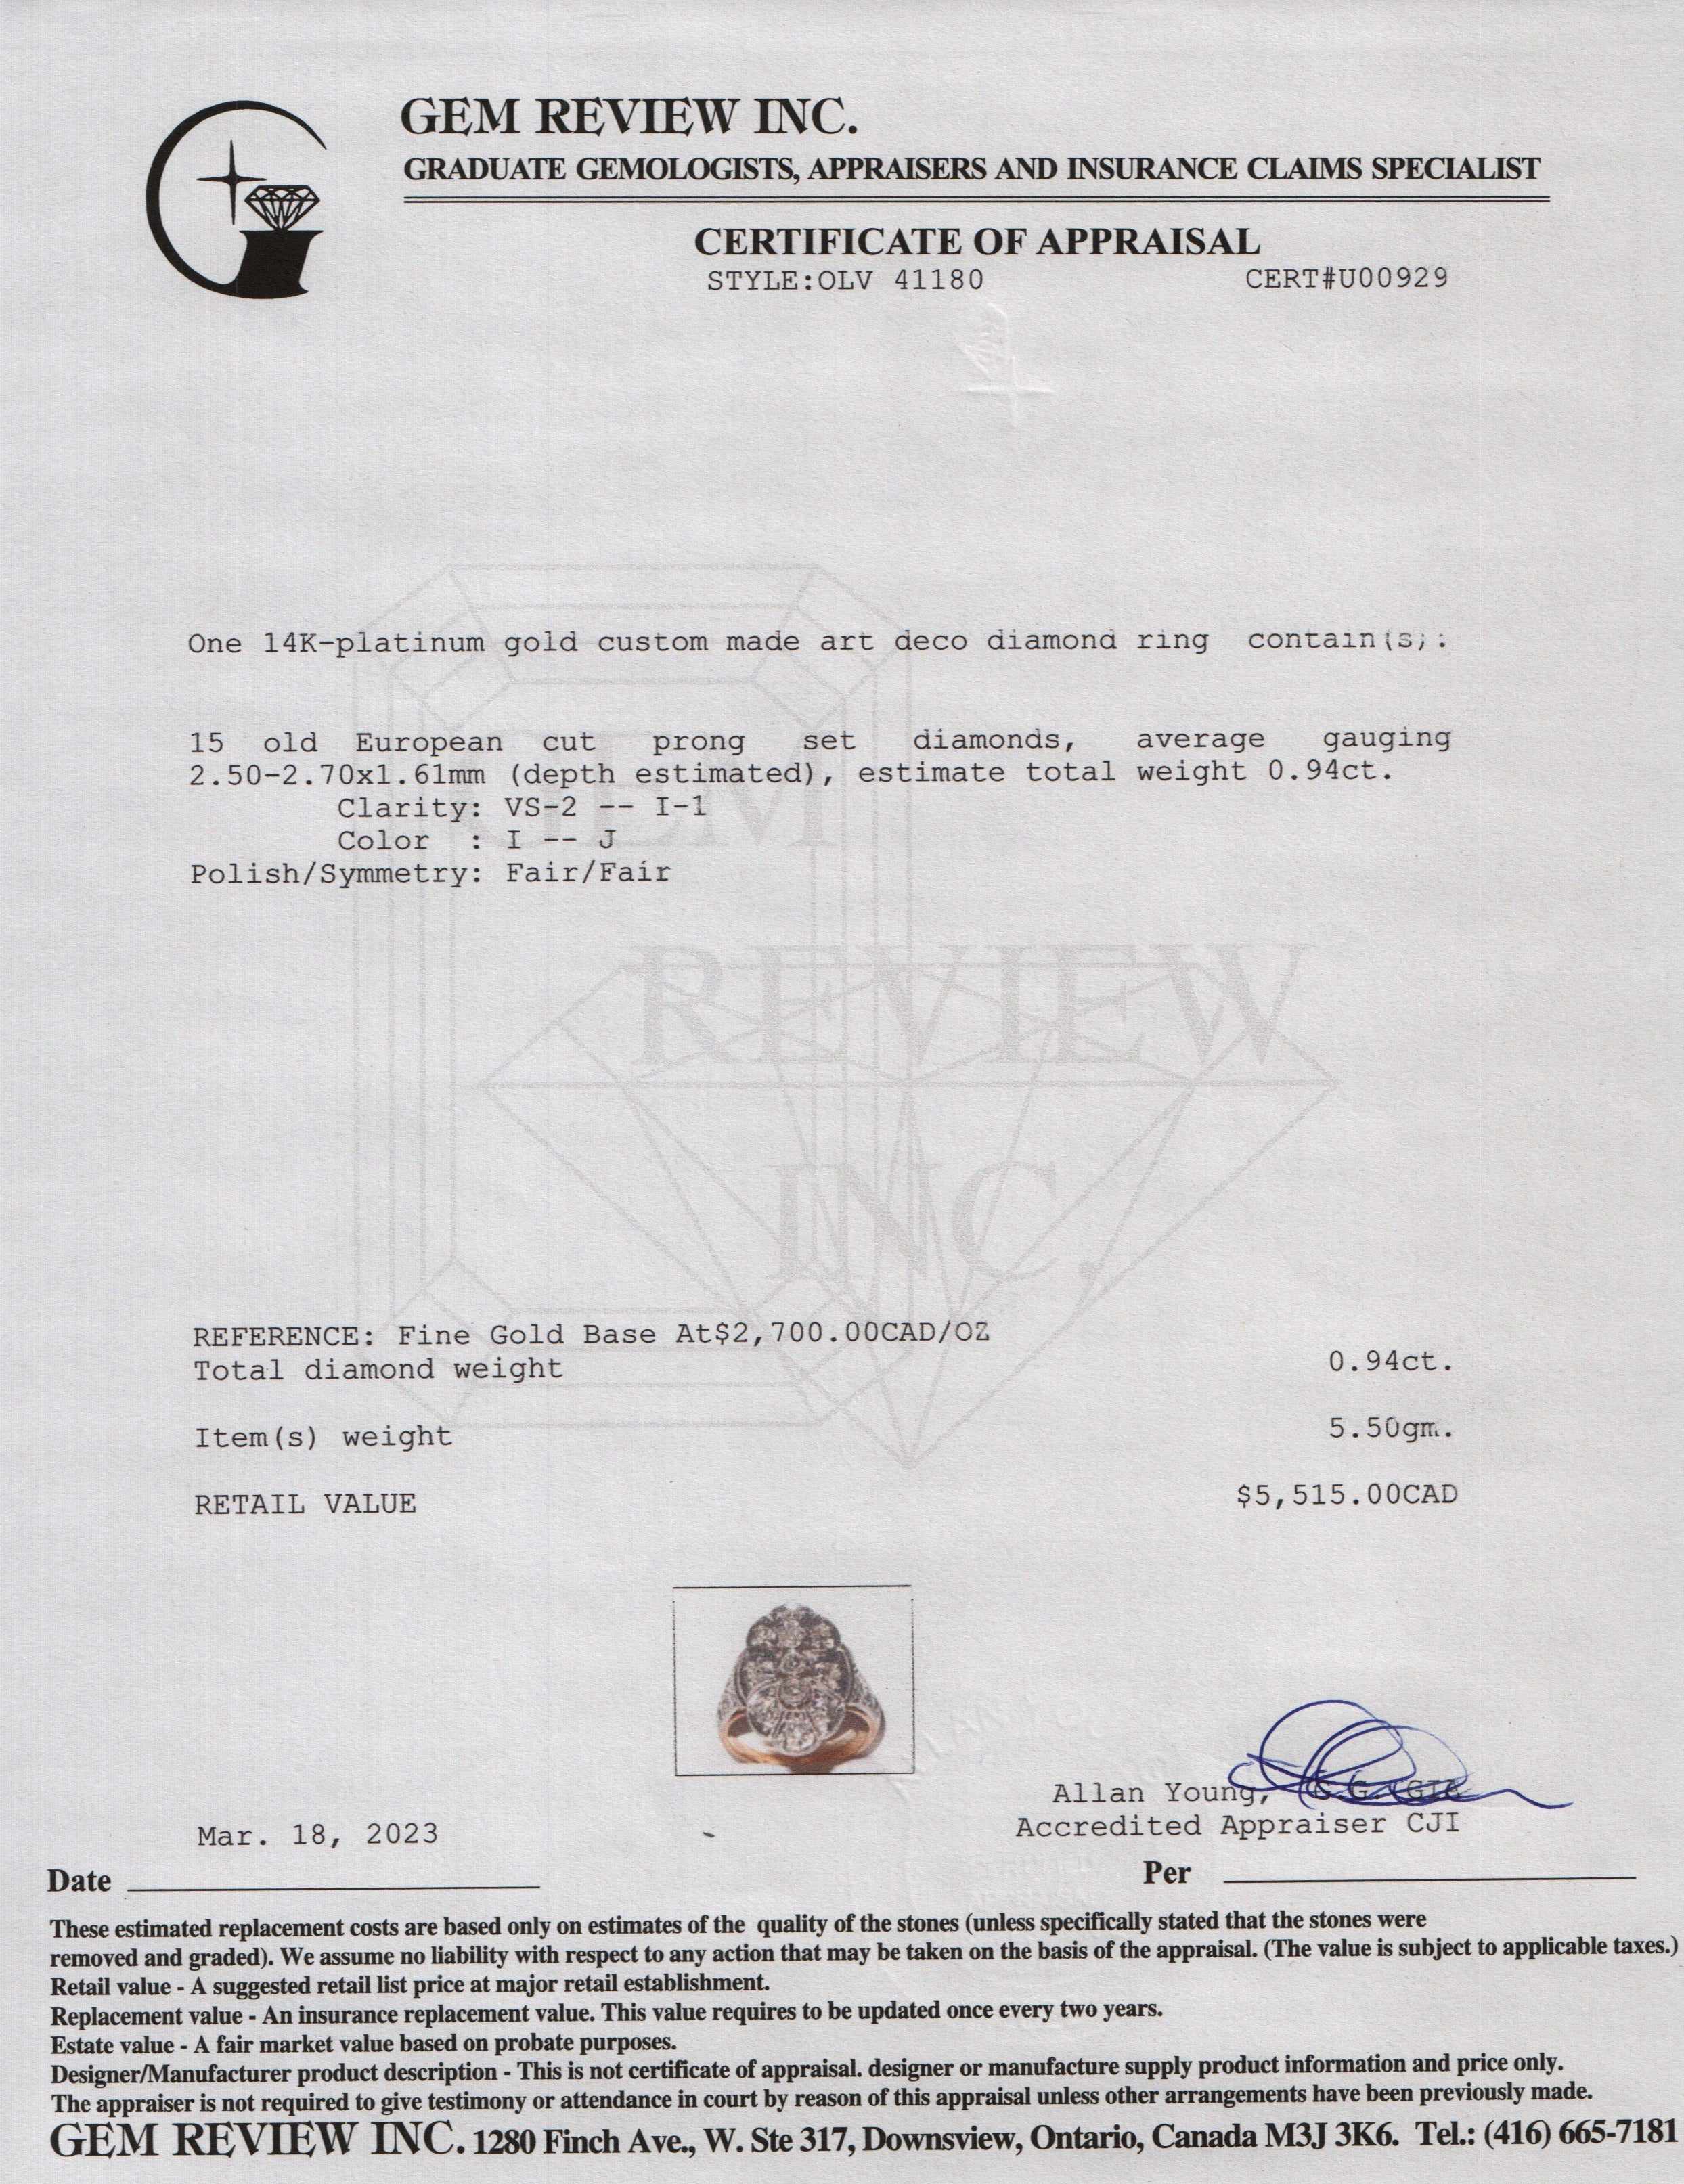 GEM REVIEW INC.
GRADUATE GEMOLOGISTS, APPRAISERS AND INSURANCE CLAIMS SPECIALIST
CERTIFICATE OF APPRAISAL
STYLE:OLV 41180 CERT#U00929
One 14K-platinum gold custom made art deco diamond ring contain(s):
15 old European cut prong set diamonds, average gauging
2.50-2.70x1.61mm (depth estimated), estimate total weight 0.94ct.
Clarity: VS-2 -- I-1
Color : I -- J
Polish/Symmetry: Fair/Fair
GEM
REVIEW
INC.
REFERENCE: Fine Gold Base At$2,700.00CAD/OZ
Total diamond weight 0.94ct.
Item(s) weight 5.50gm.
RETAIL VALUE $5,515.00CAD
Allan Young, G.G. GIA
Accredited Appraiser CJI
Mar. 18, 2023
Date Per
These estimated replacement costs are based only on estimates of the quality of the stones (unless specifically stated that the stones were
removed and graded). We assume no liability with respect to any action that may be taken on the basis of the appraisal. (The value is subject to applicable taxes.)
Retail value - A suggested retail list price at major retail establishment.
Replacement value - An insurance replacement value. This value requires to be updated once every two years.
Estate value - A fair market value based on probate purposes.
Designer/Manufacturer product description - This is not certificate of appraisal. designer or manufacture supply product information and price only.
The appraiser is not required to give testimony or attendance in court by reason of this appraisal unless other arrangements have been previously made.
GEM REVIEW INC. 1280 Finch Ave., W. Ste 317, Downsview, Ontario, Canada M3J 3K6. Tel.: (416) 665-7181